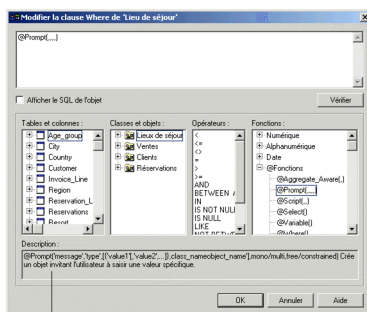 Modifier la clause Where de 'Lieu de séjour'
@Prompt(,,,,)
Afficher le SQL de l'objet
Vérifier
Tables et colonnes :
Age_group
City
Country
Customer
Invoice_Line
Region
Reservation_L
Reservations
Resort
Classes et objets :
Lieux de séjour
Ventes
Clients
Réservations
Opérateurs :
<
<=
<>
=
>
>=
AND
BETWEEN
IN
IS NOT NULL
IS NULL
LIKE
NOT BETWE
Fonctions :
Numérique
Alphanumérique
Date
@Fonctions
@Aggregate_Aware(,)
@Prompt(,,,,)
@Script(,,)
@Select()
@Variable()
@Where()
Description :
@Prompt('message','type',[{'value1'[,'value2',...]},class_nameobject_name'],mono/multi,free/constrained) Crée
un objet invitant l'utilisateur à saisir une valeur spécifique.
OK
Annuler
Aide